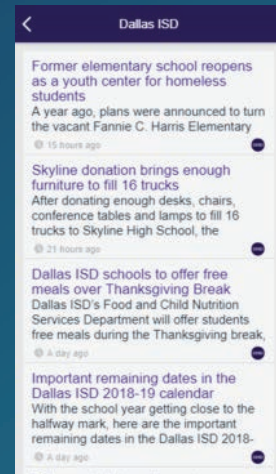 Dallas ISD
Former elementary school reopens
as a youth center for homeless
students
A year ago, plans were announced to turn
the vacant Fannie C. Harris Elementary
15 hours ago
Skyline donation brings enough
furniture to fill 16 trucks
After donating enough desks, chairs,
conference tables and lamps to fill 16
trucks to Skyline High School, the
21 hours ago
Dallas ISD schools to offer free
meals over Thanksgiving Break
Dallas ISD's Food and Child Nutrition
Services Department will offer students
free meals during the Thanksgiving break,
A day ago
Important remaining dates in the
Dallas ISD 2018-19 calendar
With the school year getting close to the
halfway mark, here are the important
remaining dates in the Dallas ISD 2018-
A day ago